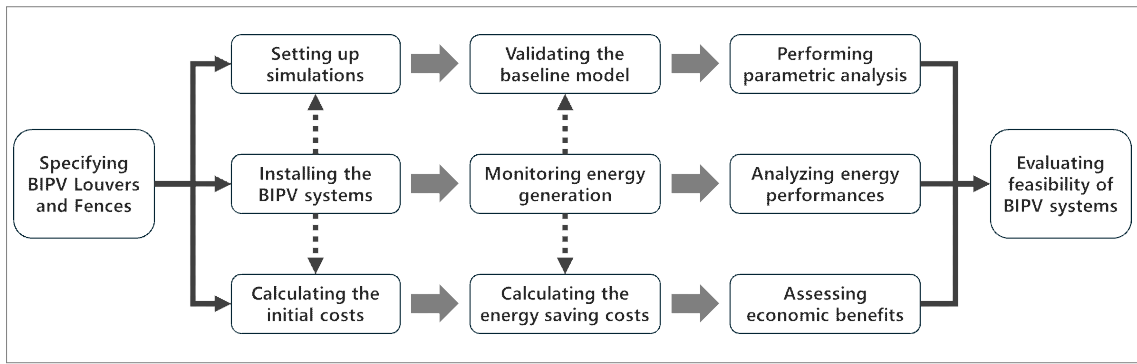 Specifying
BIPV Louvers
and Fences
Setting up
simulations
Validating the
baseline model
Performing
parametric analysis
Installing the
BIPV systems
Monitoring energy
generation
Analyzing energy
performances
Calculating the
initial costs
Calculating the
energy saving costs
Assessing
economic benefits
Evaluating
feasibility of
BIPV systems